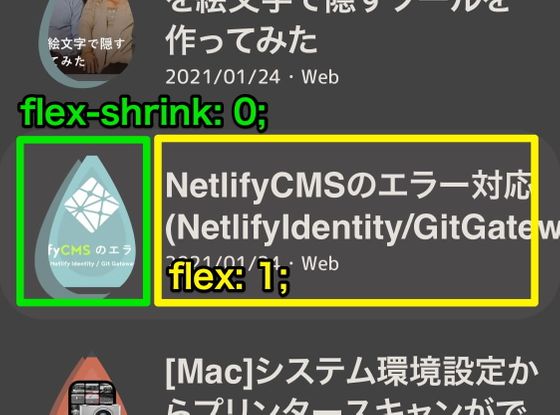 を絵文字で隠すツールを
作ってみた
2021/01/24・Web
絵文字で隠す
てみた
flex-shrink: 0;
NetlifyCMSのエラー対応
(NetlifyIdentity/GitGatew
2021/01/24・Web
fyCMS のエラ
Netlify Identity / Git Gatewa
flex: 1;
[Mac]システム環境設定か
らプリンタースキャンがで